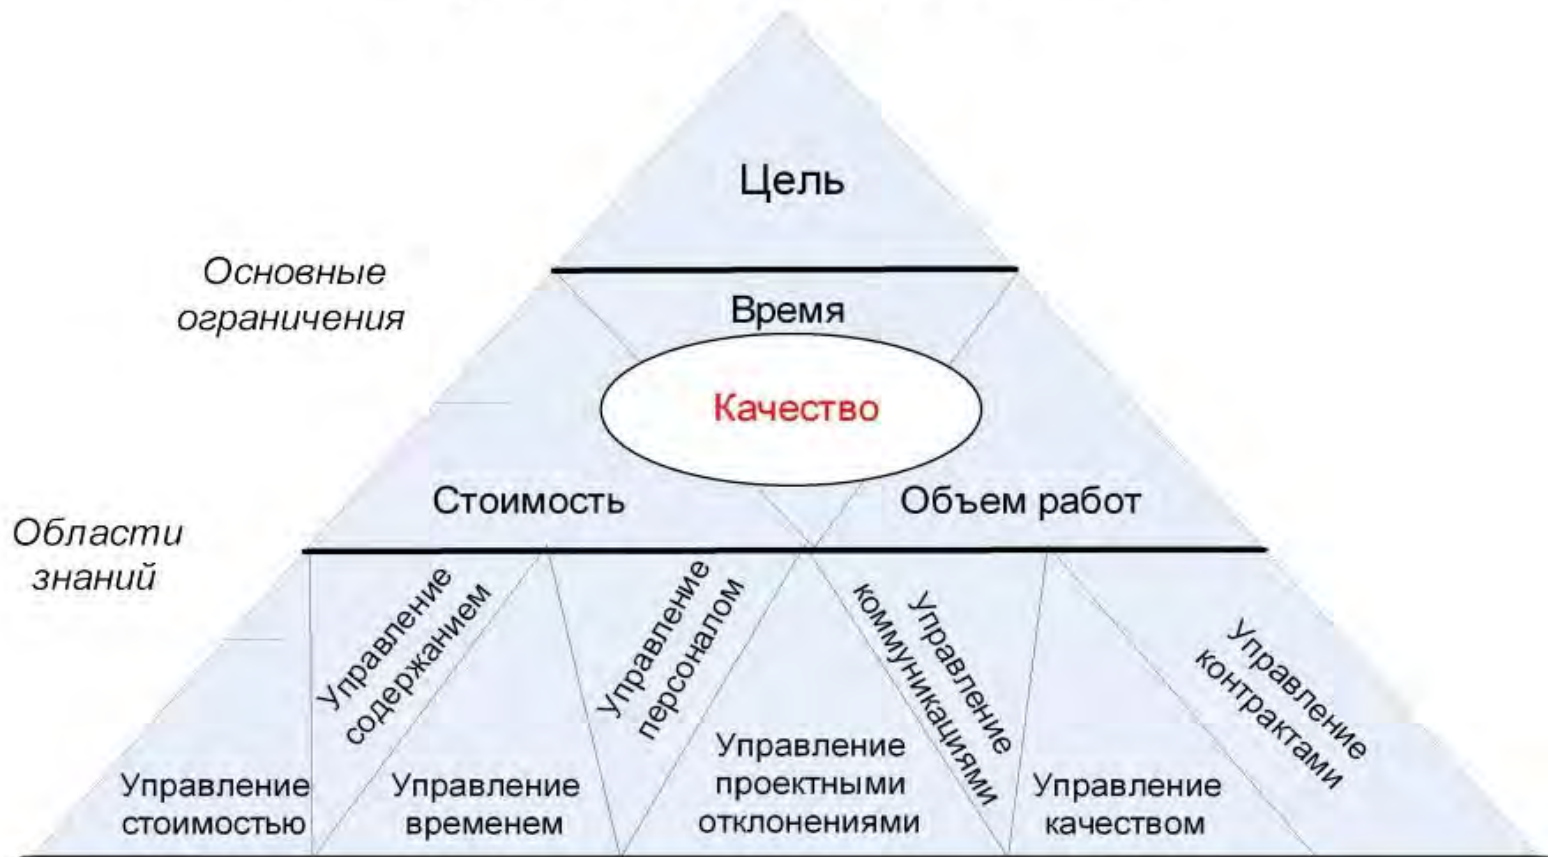 Цель
Основные
ограничения
Время
Качество
Стоимость
Объем работ
Области
знаний
Управление
стоимостью
Управление
содержанием
Управление
временем
Управление
персоналом
Управление
проектными
отклонениями
Управление
коммуникациями
Управление
качеством
Управление
контрактами